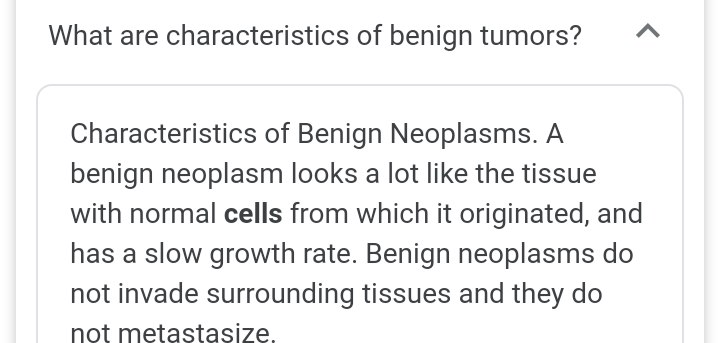 What are characteristics of benign tumors?
Characteristics of Benign Neoplasms. A
benign neoplasm looks a lot like the tissue
with normal cells from which it originated, and
has a slow growth rate. Benign neoplasms do
not invade surrounding tissues and they do
not metastasize.